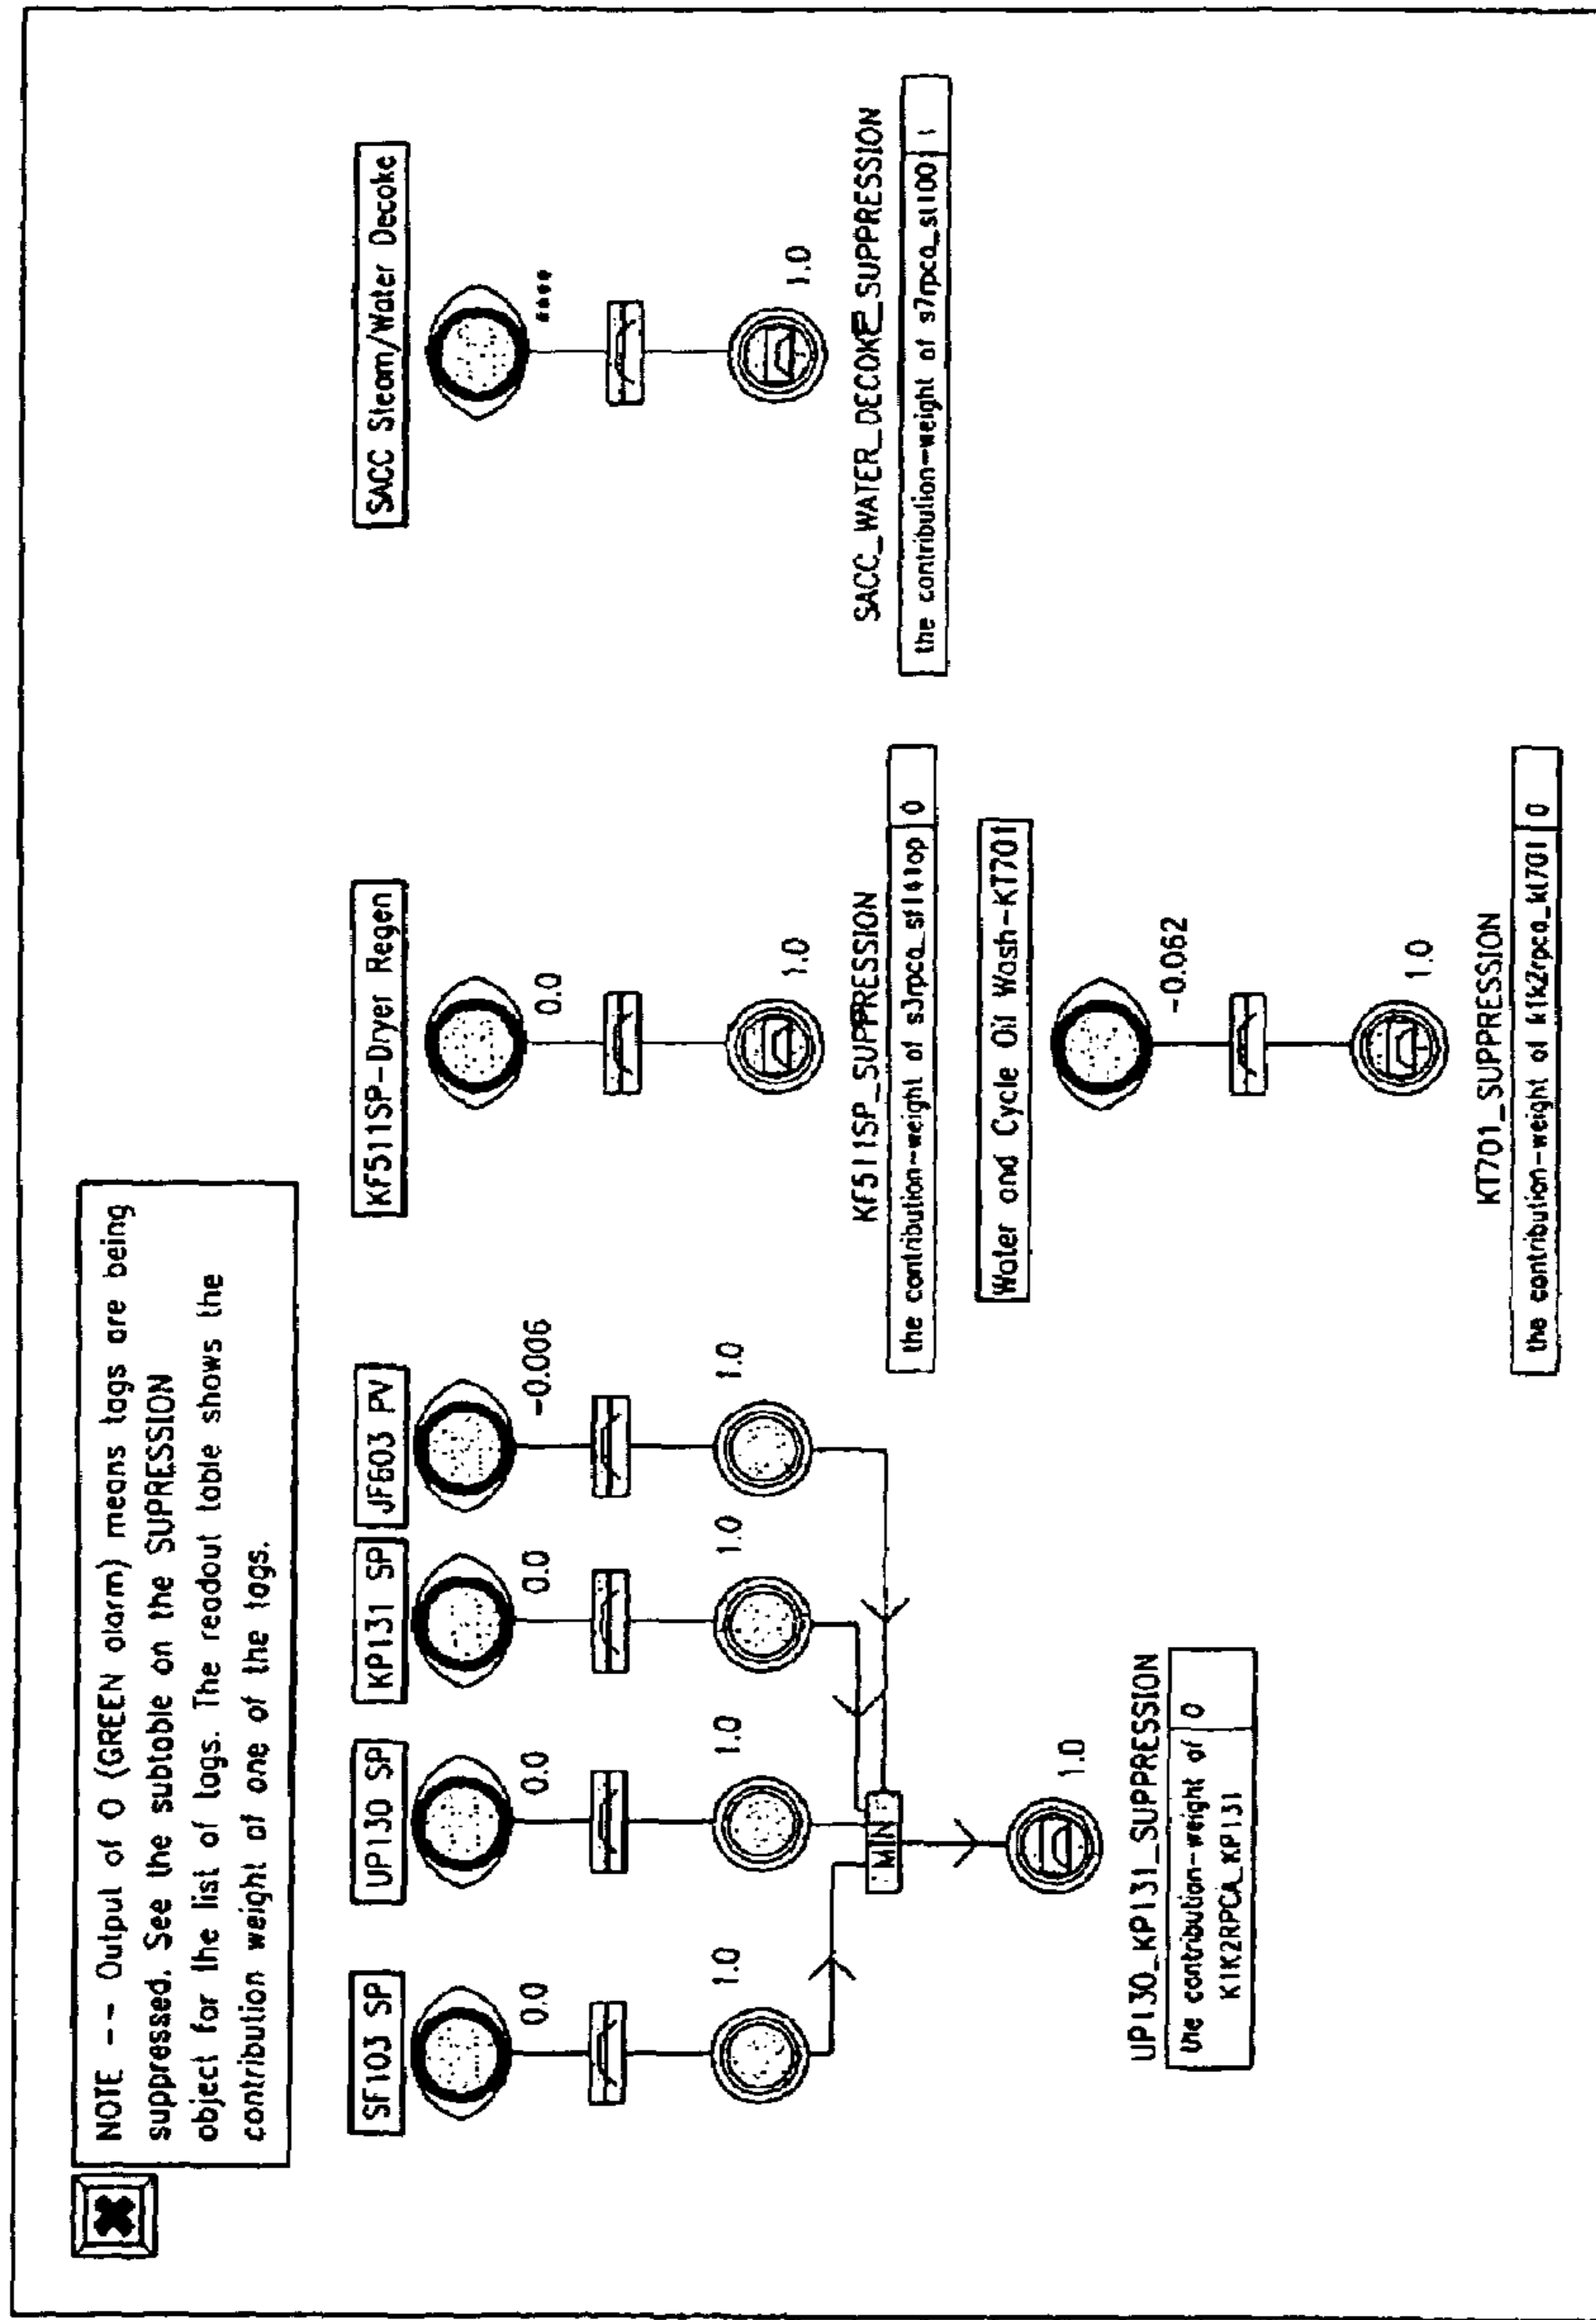 NOTE -- Output of 0 (GREEN alarm) means tags are being
suppressed. See the subtable on the SUPRESSION
object for the list of tags. The readout table shows the
contribution weight of one of the tags.
SF103 SP
UP130 SP
KP131 SP
JF603 PV
KF511SP-Dryer Regen
SACC Steam/Water Decoke
0.0
0.0
0.0
-0.006
0.0
****
1.0
1.0
1.0
1.0
1.0
1.0
MIN
1.0
UP130_KP131_SUPPRESSION
the contribution-weight of 0
K1K2RPCA_KP131
KF511SP_SUPPRESSION
the contribution-weight of s3rpca_sf141op 0
SACC_WATER_DECOKE_SUPPRESSION
the contribution-weight of s7rpca_st100 1
Water and Cycle Oil Wash-KT701
-0.062
1.0
KT701_SUPPRESSION
the contribution-weight of k1k2rpca_kt701 0